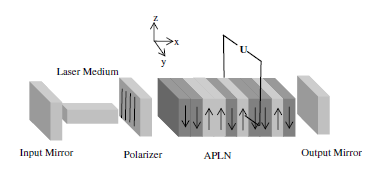 z
x
y
U
Laser Medium
Input Mirror
Polarizer
APLN
Output Mirror